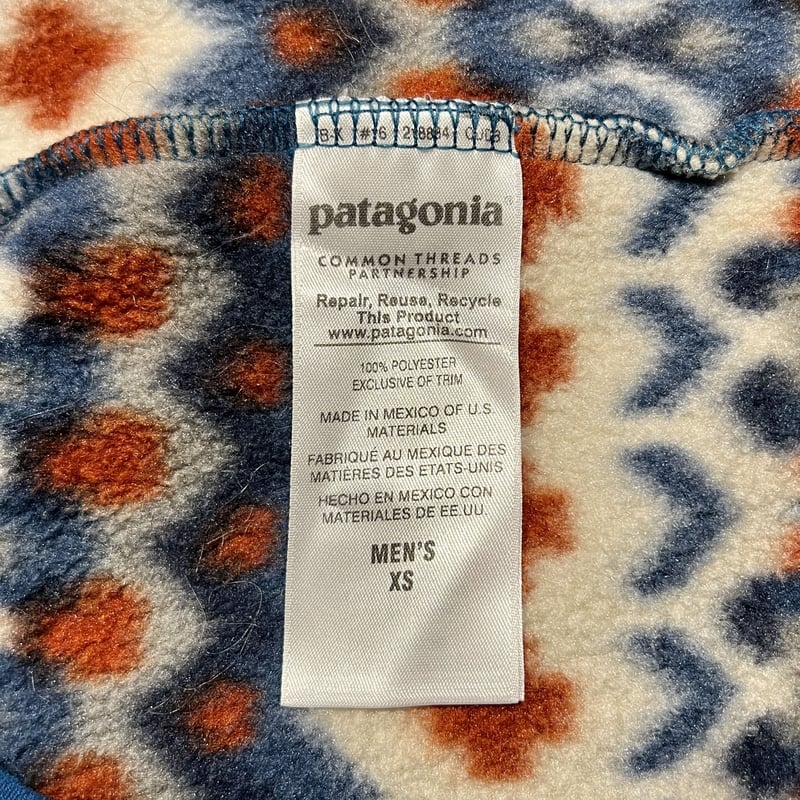 #16 218884
patagonia®
COMMON THREADS
PARTNERSHIP
Repair, Reuse, Recycle
This Product
www.patagonia.com
100% POLYESTER
EXCLUSIVE OF TRIM
MADE IN MEXICO OF U.S.
MATERIALS
FABRIQUÉ AU MEXIQUE DES
MATIÈRES DES ETATS-UNIS
HECHO EN MEXICO CON
MATERIALES DE EE.UU.
MEN'S
XS